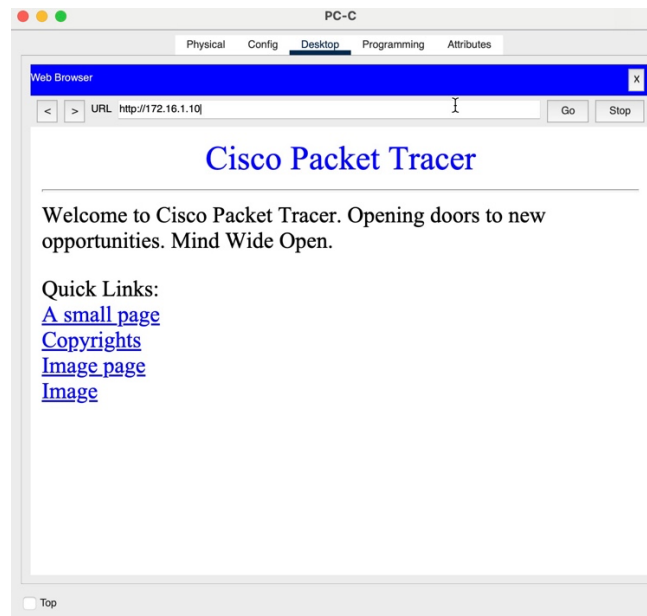 PC-C
Physical Config Desktop Programming Attributes
Web Browser X
< > URL http://172.16.1.10 Go Stop
Cisco Packet Tracer
Welcome to Cisco Packet Tracer. Opening doors to new
opportunities. Mind Wide Open.
Quick Links:
A small page
Copyrights
Image page
Image
Top